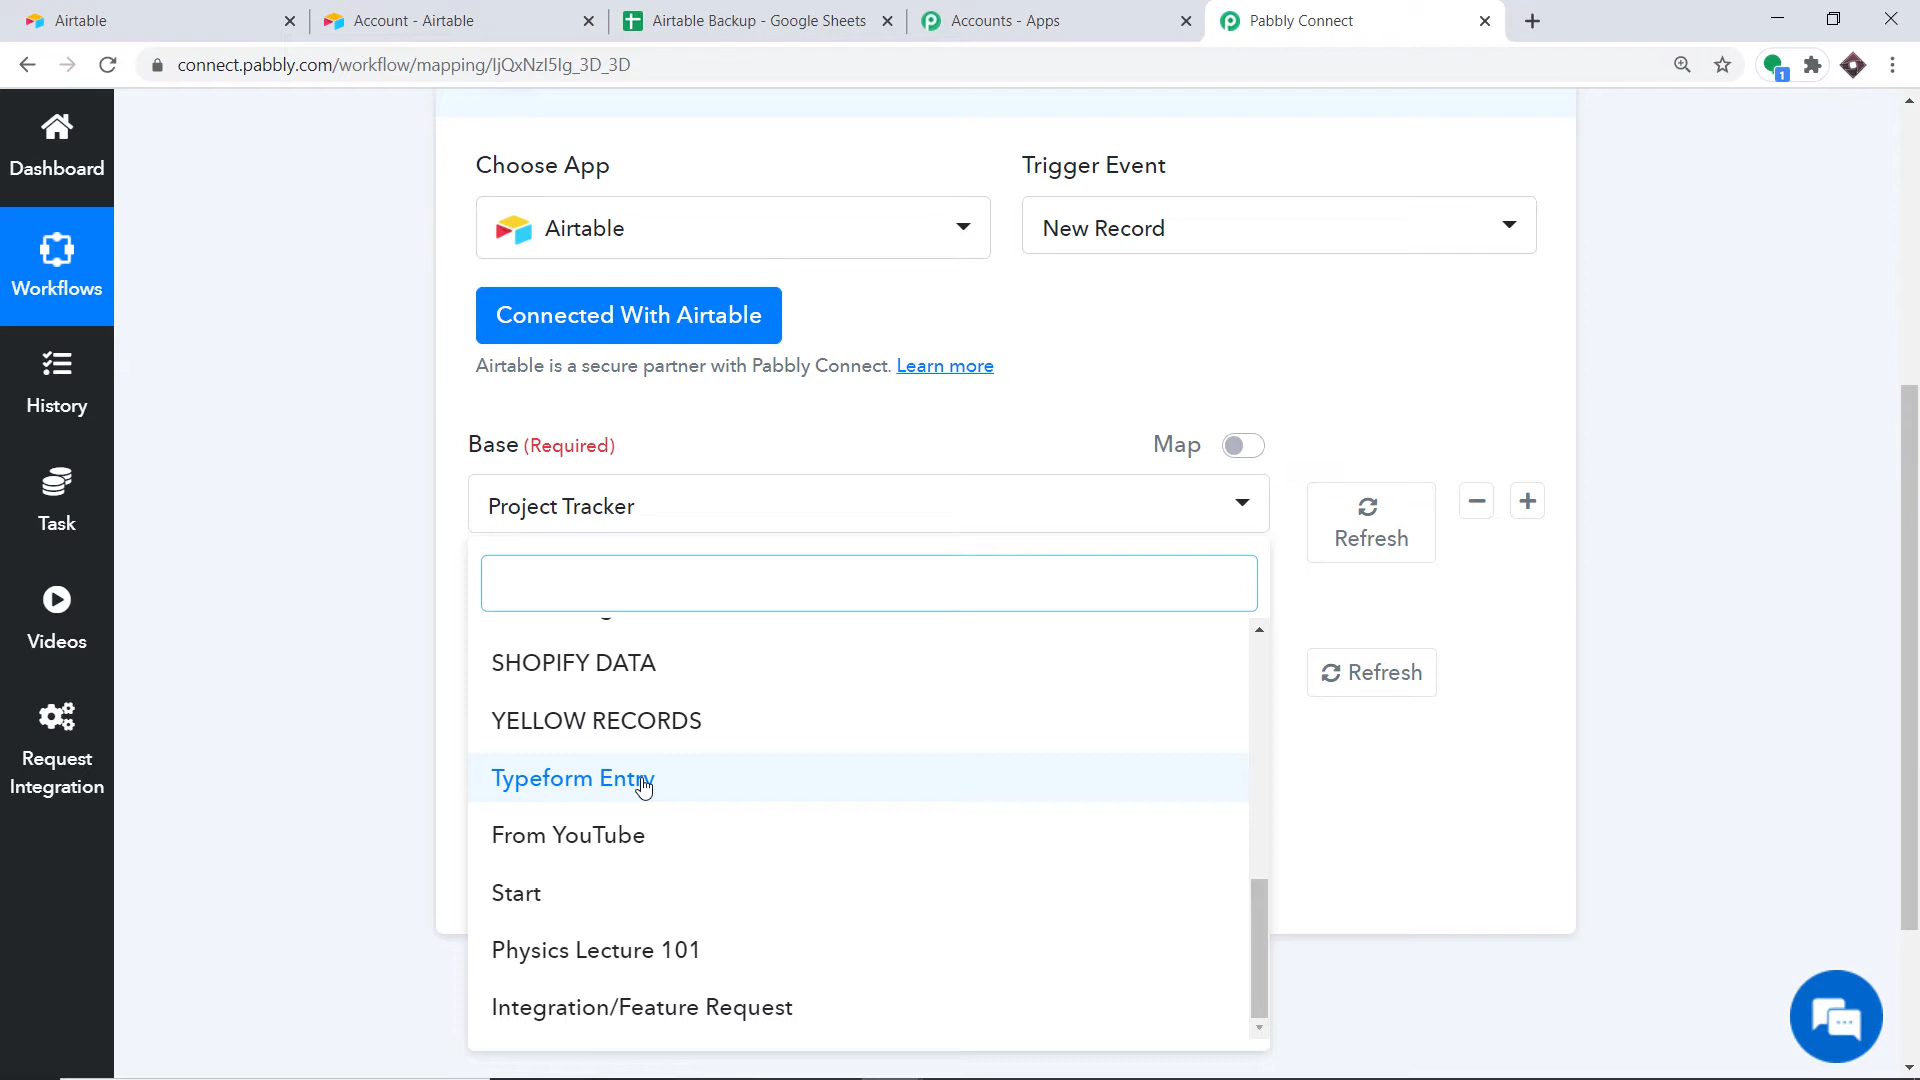 Airtable
Account - Airtable
Airtable Backup - Google Sheets
Accounts - Apps
Pabbly Connect
connect.pabbly.com/workflow/mapping/IjQxNzI5Ig_3D_3D
1
Dashboard
Workflows
History
Task
Videos
Request
Integration
Choose App
Trigger Event
Airtable
New Record
Connected With Airtable
Airtable is a secure partner with Pabbly Connect. Learn more
Base (Required)
Map
Project Tracker
Refresh
SHOPIFY DATA
Refresh
YELLOW RECORDS
Typeform Entry
From YouTube
Start
Physics Lecture 101
Integration/Feature Request